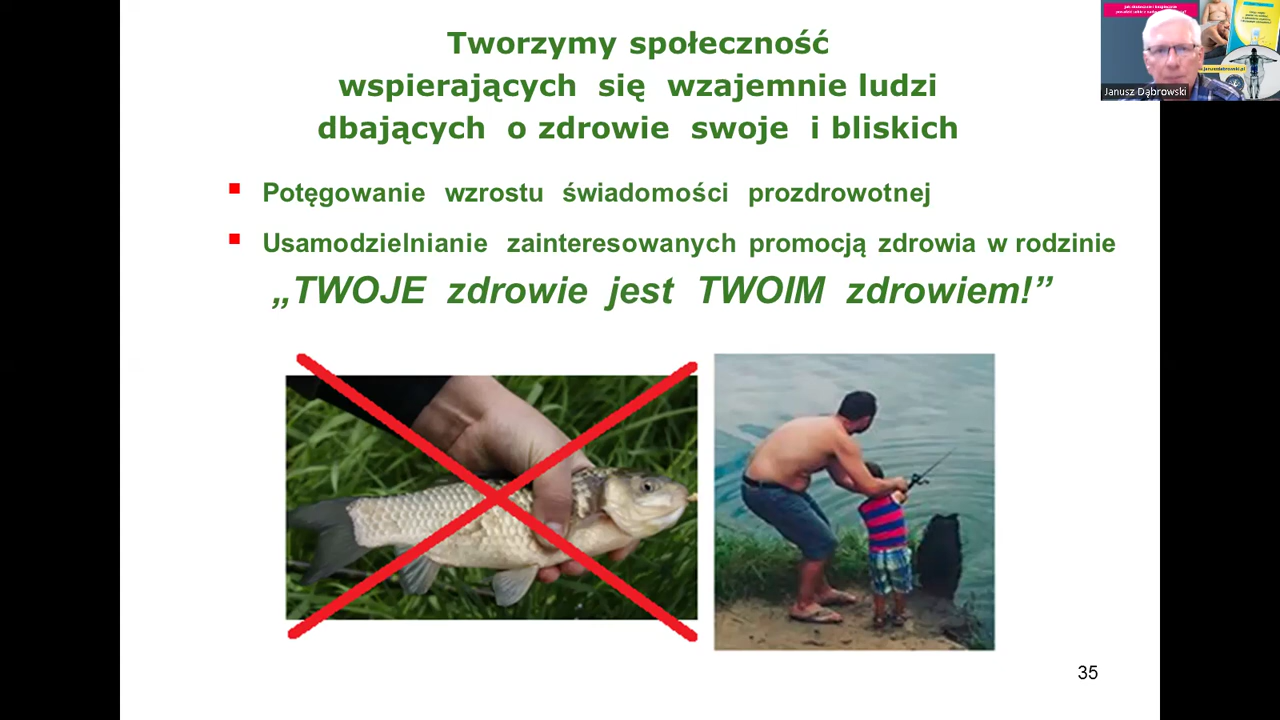 Tworzymy społeczność
wspierających się wzajemnie ludzi
dbających o zdrowie swoje i bliskich
Potęgowanie wzrostu świadomości prozdrowotnej
Usamodzielnianie zainteresowanych promocją zdrowia w rodzinie
„TWOJE zdrowie jest TWOIM zdrowiem!”
35
Janusz Dąbrowski